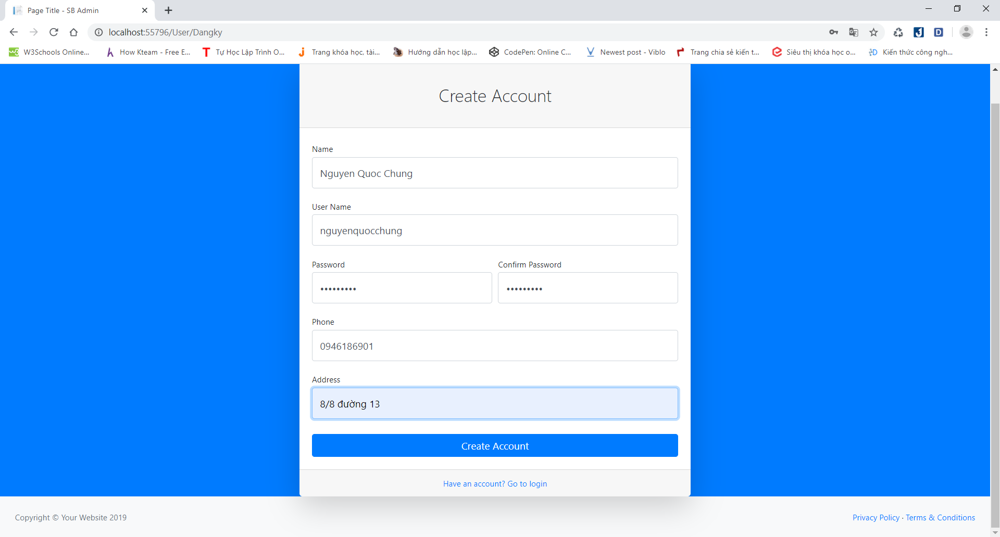 Page Title - SB Admin
localhost:55796/User/Dangky
W3Schools Online... How Kteam - Free E... Tự Học Lập Trình O... Trang khóa học, tài... Hướng dẫn học lập... CodePen: Online C... Newest post - Viblo Trang chia sẻ kiến t... Siêu thị khóa học o... Kiến thức công ngh...
Create Account
Name
Nguyen Quoc Chung
User Name
nguyenquocchung
Password Confirm Password
••••••••• •••••••••
Phone
0946186901
Address
8/8 đường 13
Create Account
Have an account? Go to login
Copyright © Your Website 2019 Privacy Policy · Terms & Conditions